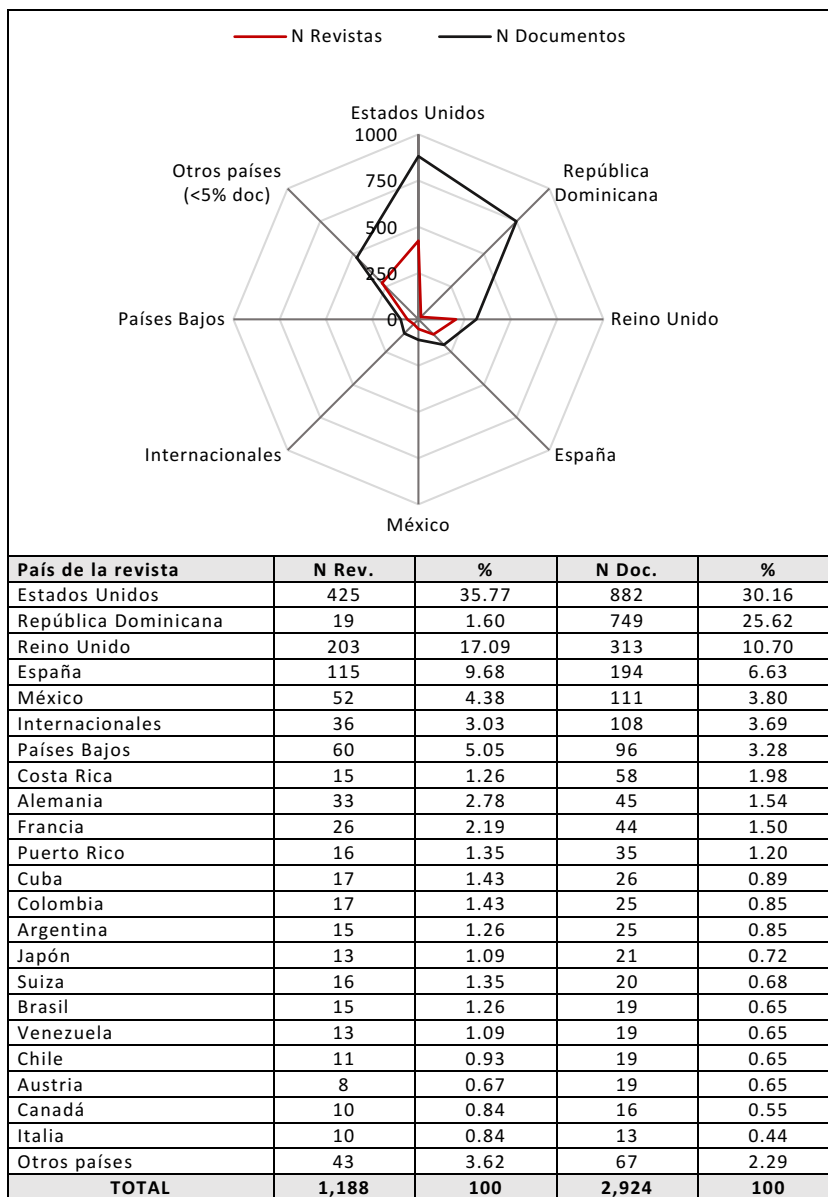 N Revistas N Documentos
Estados Unidos
1000
Otros países
(<5% doc)
República
Dominicana
750
500
250
Países Bajos
0
Reino Unido
Internacionales
España
México
País de la revista N Rev. % N Doc. %
Estados Unidos 425 35.77 882 30.16
República Dominicana 19 1.60 749 25.62
Reino Unido 203 17.09 313 10.70
España 115 9.68 194 6.63
México 52 4.38 111 3.80
Internacionales 36 3.03 108 3.69
Países Bajos 60 5.05 96 3.28
Costa Rica 15 1.26 58 1.98
Alemania 33 2.78 45 1.54
Francia 26 2.19 44 1.50
Puerto Rico 16 1.35 35 1.20
Cuba 17 1.43 26 0.89
Colombia 17 1.43 25 0.85
Argentina 15 1.26 25 0.85
Japón 13 1.09 21 0.72
Suiza 16 1.35 20 0.68
Brasil 15 1.26 19 0.65
Venezuela 13 1.09 19 0.65
Chile 11 0.93 19 0.65
Austria 8 0.67 19 0.65
Canadá 10 0.84 16 0.55
Italia 10 0.84 13 0.44
Otros países 43 3.62 67 2.29
TOTAL 1,188 100 2,924 100